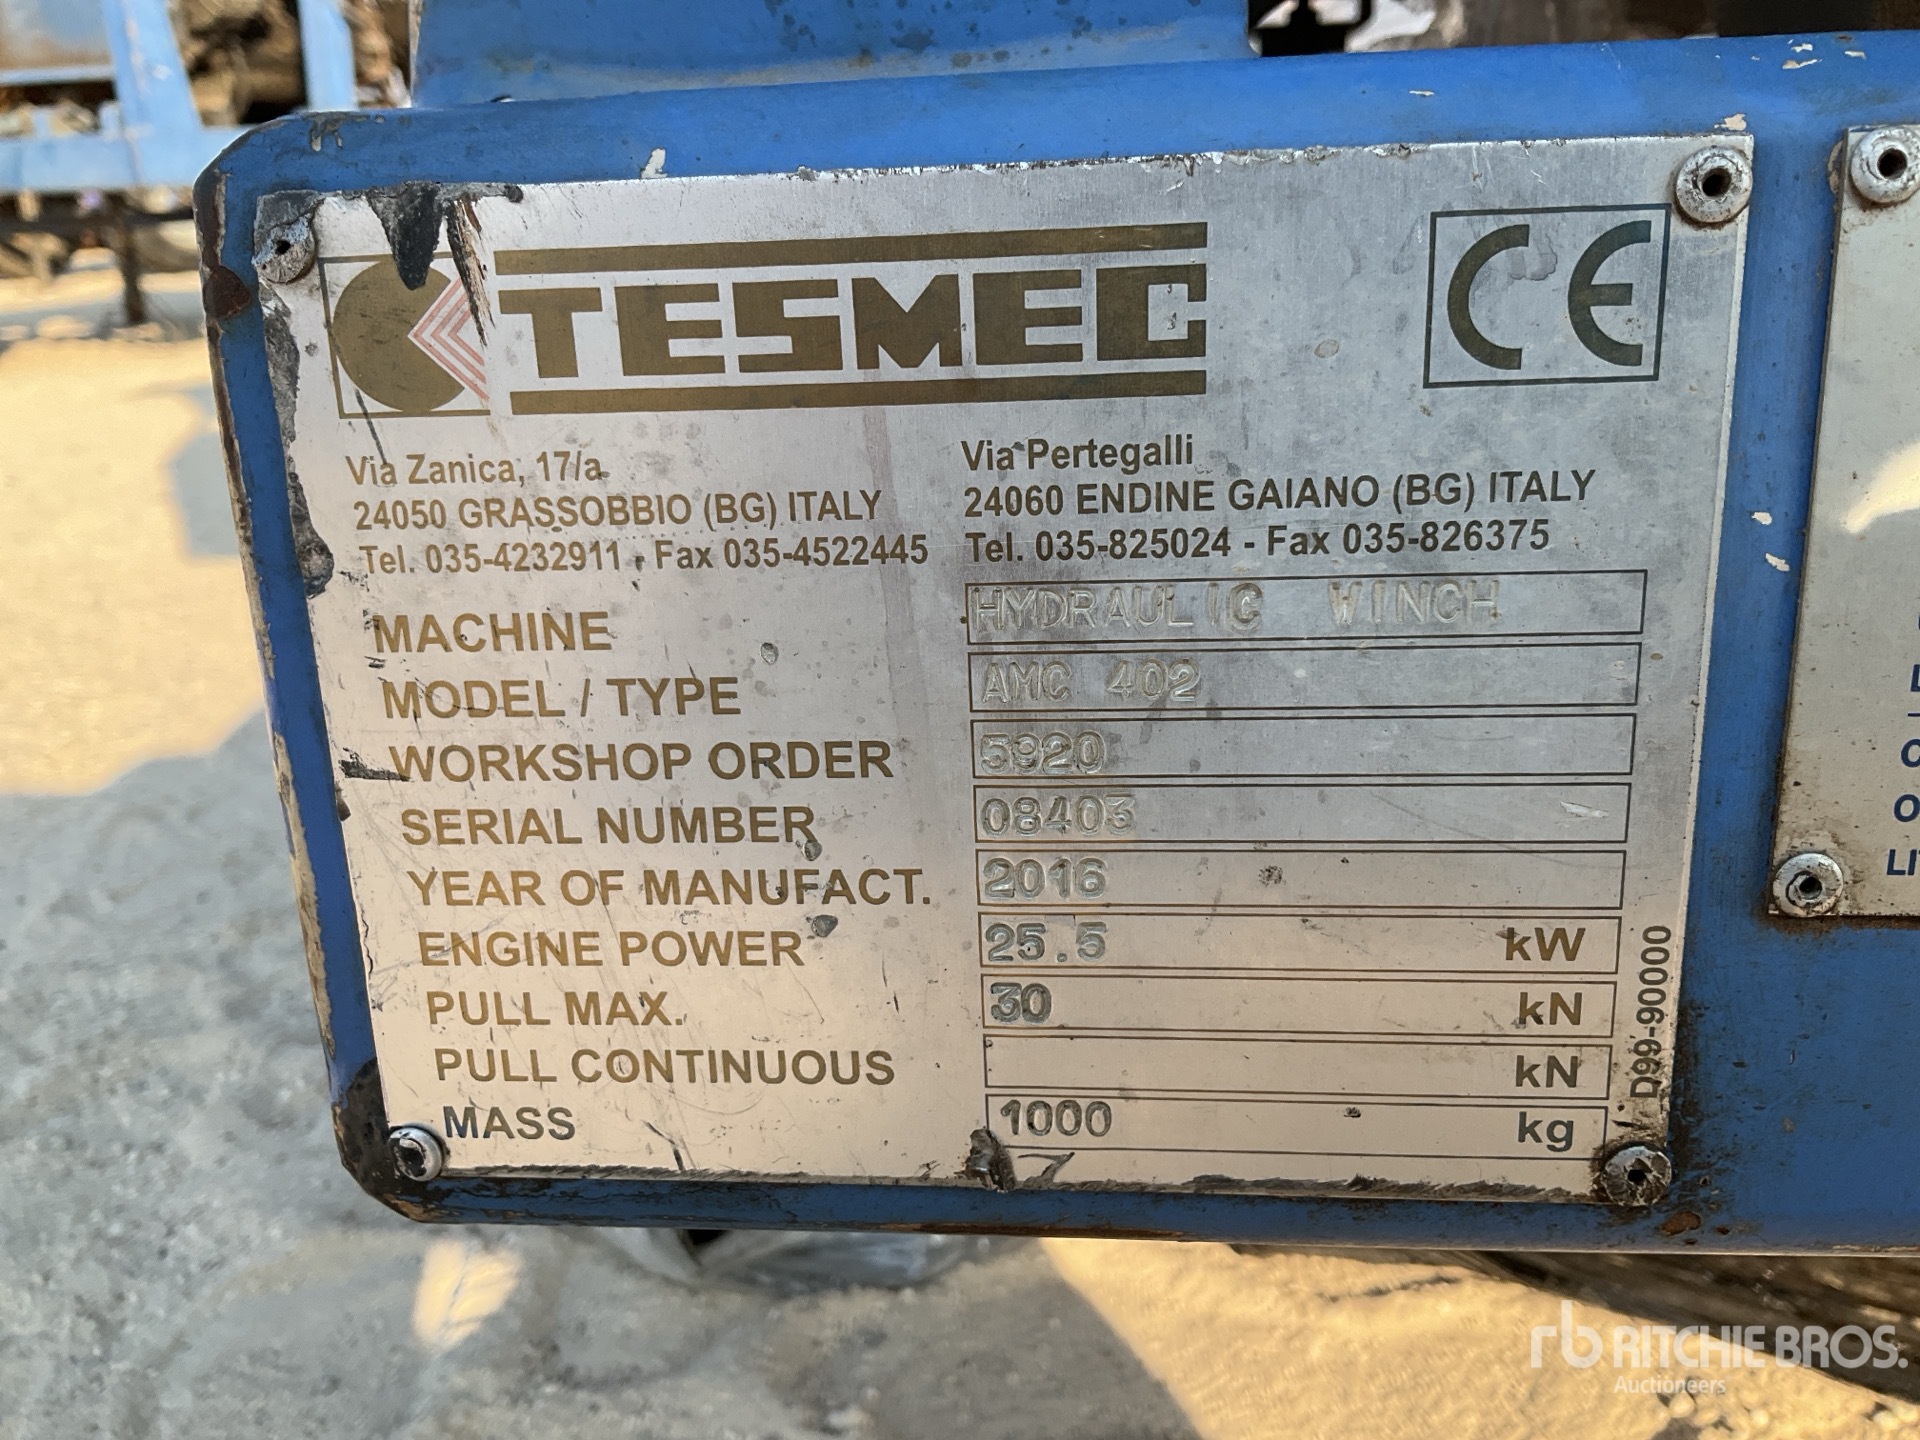 TESMEC
CE
Via Zanica, 17/a
24050 GRASSOBBIO (BG) ITALY
Tel. 035-4232911 - Fax 035-4522445
Via Pertegalli
24060 ENDINE GAIANO (BG) ITALY
Tel. 035-825024 - Fax 035-826375
MACHINE HYDRAULIC WINCH
MODEL / TYPE AMC 402
WORKSHOP ORDER 5920
SERIAL NUMBER 08403
YEAR OF MANUFACT. 2016
ENGINE POWER 25.5 kW
PULL MAX. 30 kN
PULL CONTINUOUS kN
MASS 1000 kg
D99-90000
rb RITCHIE BROS.
Auctioneers